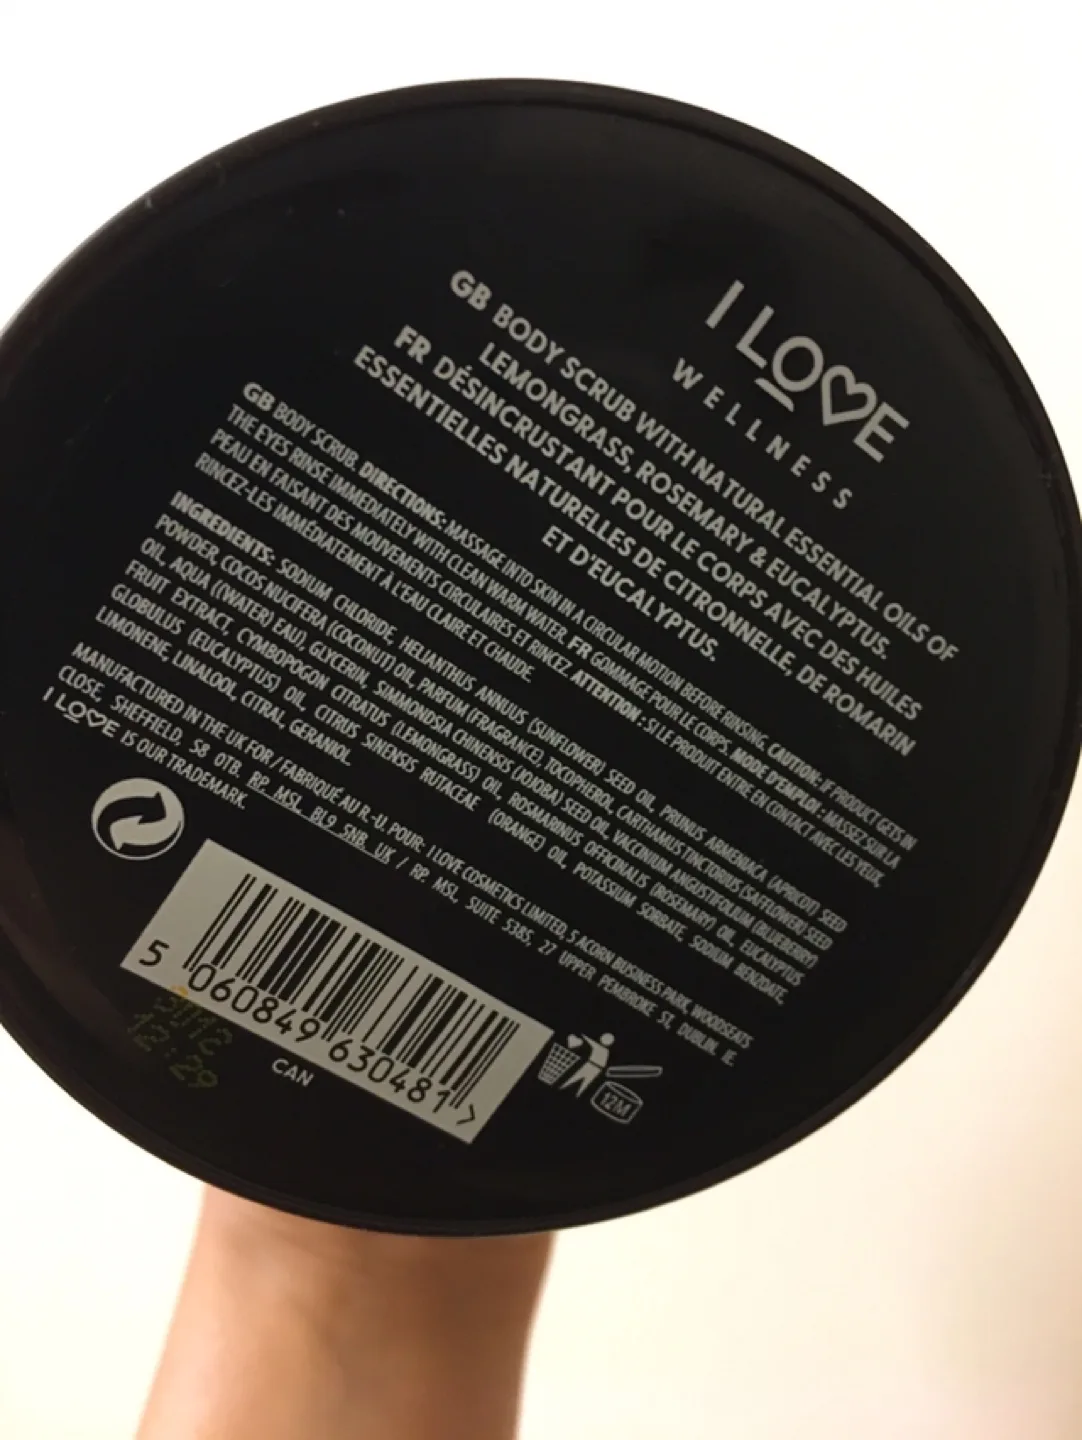 I LOVE
WELLNESS
GB BODY SCRUB WITH NATURAL ESSENTIAL OILS OF
LEMONGRASS, ROSEMARY & EUCALYPTUS.
FR DÉSINCRUSTANT POUR LE CORPS AVEC DES HUILES
ESSENTIELLES NATURELLES DE CITRONNELLE, DE ROMARIN
ET D'EUCALYPTUS.
GB BODY SCRUB. DIRECTIONS: MASSAGE INTO SKIN IN A CIRCULAR MOTION BEFORE RINSING. CAUTION: IF PRODUCT GETS IN
THE EYES RINSE IMMEDIATELY WITH CLEAN WARM WATER. FR GOMMAGE POUR LE CORPS. MODE D'EMPLOI : MASSEZ SUR LA
PEAU EN FAISANT DES MOUVEMENTS CIRCULAIRES ET RINCEZ. ATTENTION : SI LE PRODUIT ENTRE EN CONTACT AVEC LES YEUX,
RINCEZ-LES IMMÉDIATEMENT À L'EAU CLAIRE ET CHAUDE.
INGREDIENTS: SODIUM CHLORIDE, HELIANTHUS ANNUUS (SUNFLOWER) SEED OIL, PRUNUS ARMENIACA (APRICOT) SEED
POWDER, COCOS NUCIFERA (COCONUT) OIL, PARFUM (FRAGRANCE), TOCOPHEROL, CARTHAMUS TINCTORIUS (SAFFLOWER) SEED
OIL, AQUA ((WATER) EAU), GLYCERIN, SIMMONDSIA CHINENSIS (JOJOBA) SEED OIL, VACCINIUM ANGUSTIFOLIUM (BLUEBERRY)
FRUIT EXTRACT, CYMBOPOGON CITRATUS (LEMONGRASS) OIL, ROSMARINUS OFFICINALIS (ROSEMARY) OIL, EUCALYPTUS
GLOBULUS (EUCALYPTUS) OIL, CITRUS SINENSIS RUTACEAE (ORANGE) OIL, POTASSIUM SORBATE, SODIUM BENZOATE,
LIMONENE, LINALOOL, CITRAL, GERANIOL.
MANUFACTURED IN THE UK FOR / FABRIQUÉ AU R.-U. POUR: I LOVE COSMETICS LIMITED, 5 ACORN BUSINESS PARK, WOODSEATS
CLOSE, SHEFFIELD, S8 0TB. RP. MSL, BL9 5NB. UK / RP. MSL, SUITE 5385, 27 UPPER PEMBROKE ST, DUBLIN. IE.
I LOVE IS OUR TRADEMARK.
5 060849 630481 >
12:29
CAN
12M